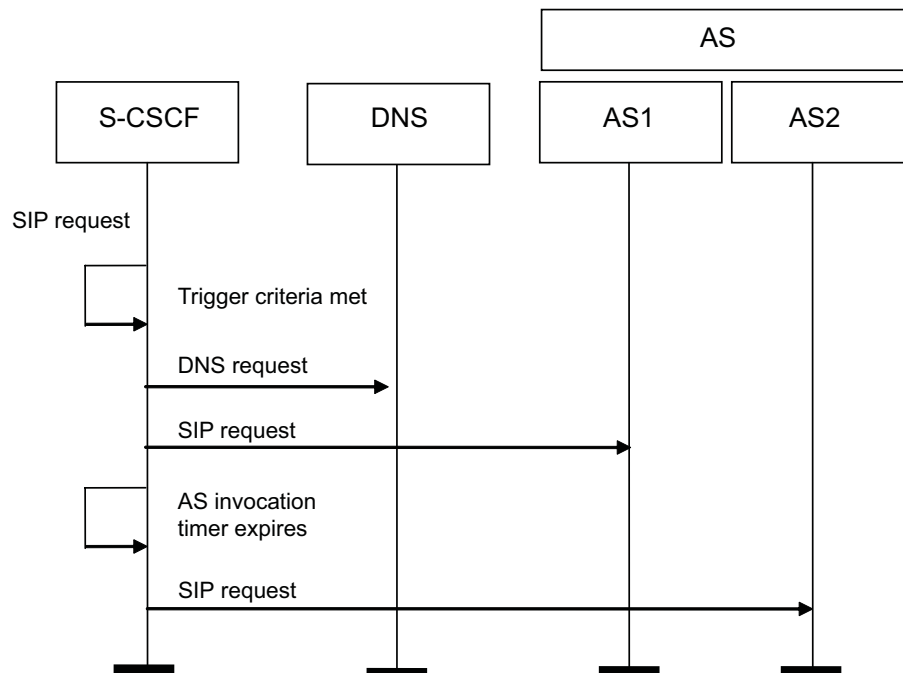 AS
S-CSCF
DNS
AS1
AS2
SIP request
Trigger criteria met
DNS request
SIP request
AS invocation
timer expires
SIP request